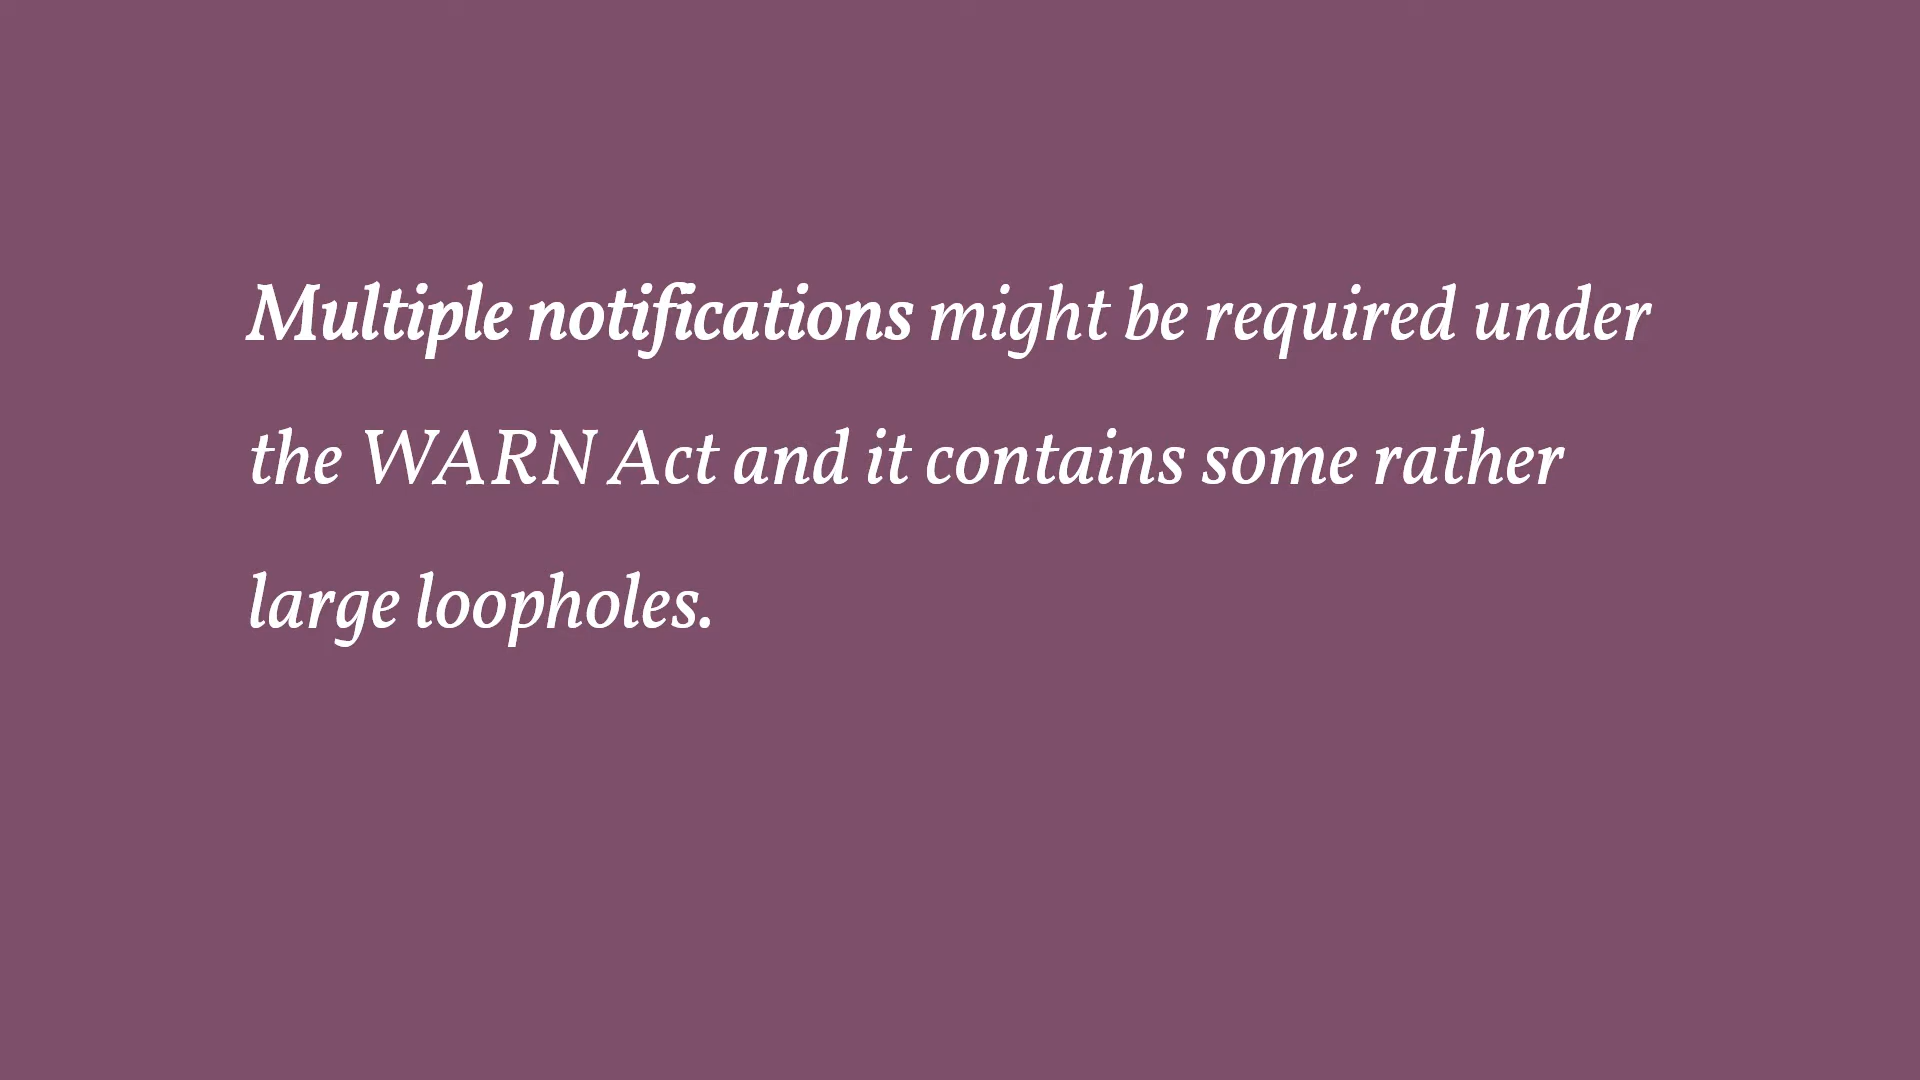 Multiple notifications might be required under
the WARN Act and it contains some rather
large loopholes.